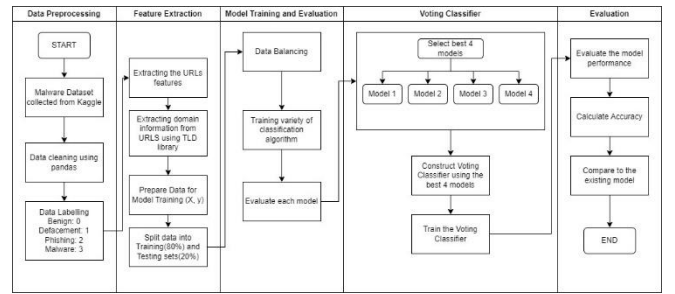 Data Preprocessing
START
Malware Dataset
collected from Kaggle
Data cleaning using
pandas
Data Labelling
Benign: 0
Defacement: 1
Phishing: 2
Malware: 3
Feature Extraction
Extracting the URLs
features
Extracting domain
information from
URLS using TLD
library
Prepare Data for
Model Training (X, y)
Split data into
Training(80%) and
Testing sets(20%)
Model Training and Evaluation
Data Balancing
Training variety of
classification
algorithm
Evaluate each model
Voting Classifier
Select best 4
models
Model 1
Model 2
Model 3
Model 4
Construct Voting
Classifier using the
best 4 models
Train the Voting
Classifier
Evaluation
Evaluate the model
performance
Calculate Accuracy
Compare to the
existing model
END